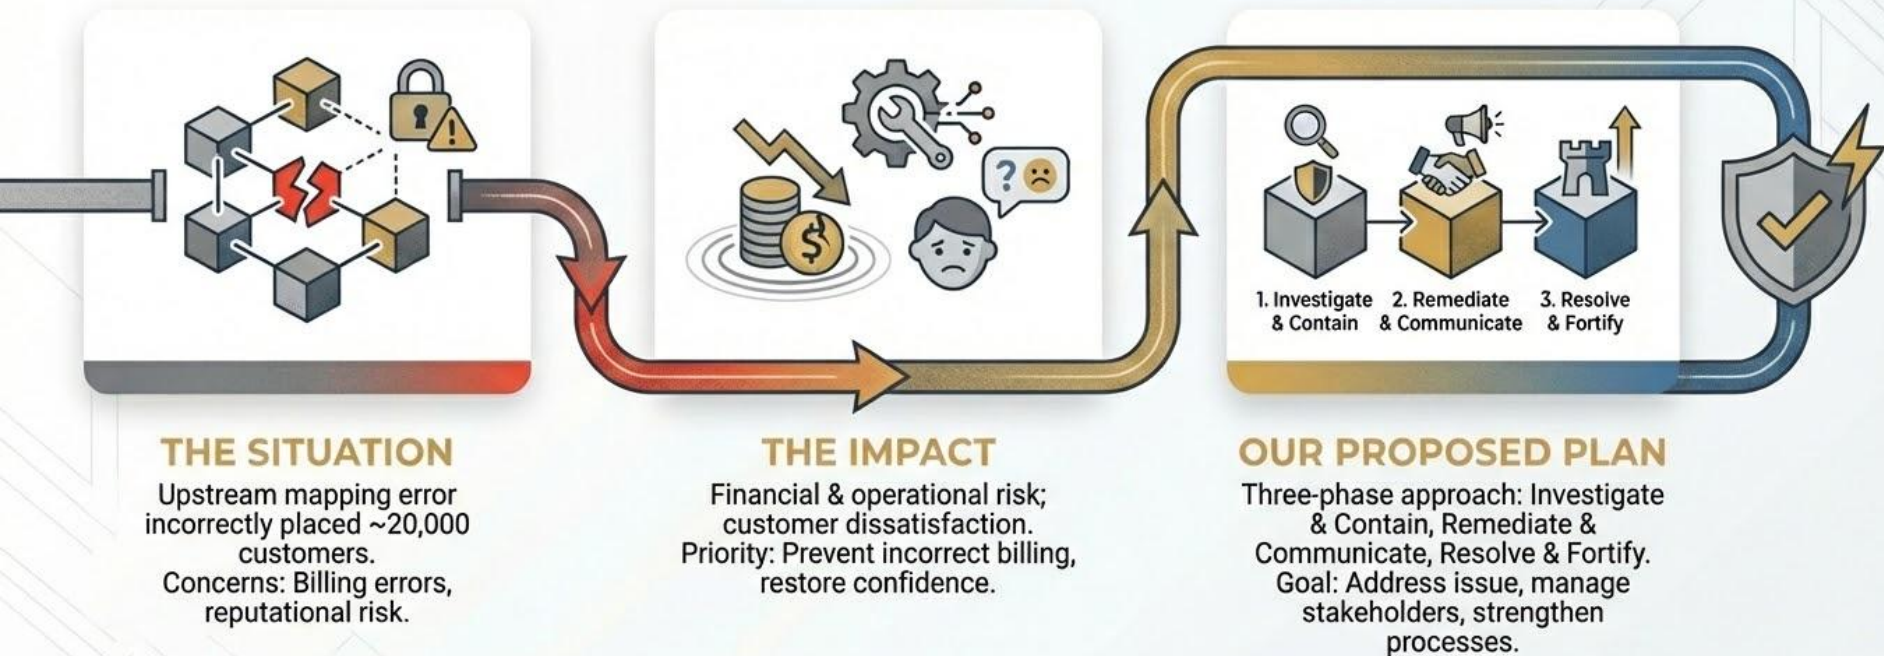 1. Investigate
& Contain
2. Remediate
& Communicate
3. Resolve
& Fortify
THE SITUATION
Upstream mapping error
incorrectly placed ~20,000
customers.
Concerns: Billing errors,
reputational risk.
THE IMPACT
Financial & operational risk;
customer dissatisfaction.
Priority: Prevent incorrect billing,
restore confidence.
OUR PROPOSED PLAN
Three-phase approach: Investigate
& Contain, Remediate &
Communicate, Resolve & Fortify.
Goal: Address issue, manage
stakeholders, strengthen
processes.